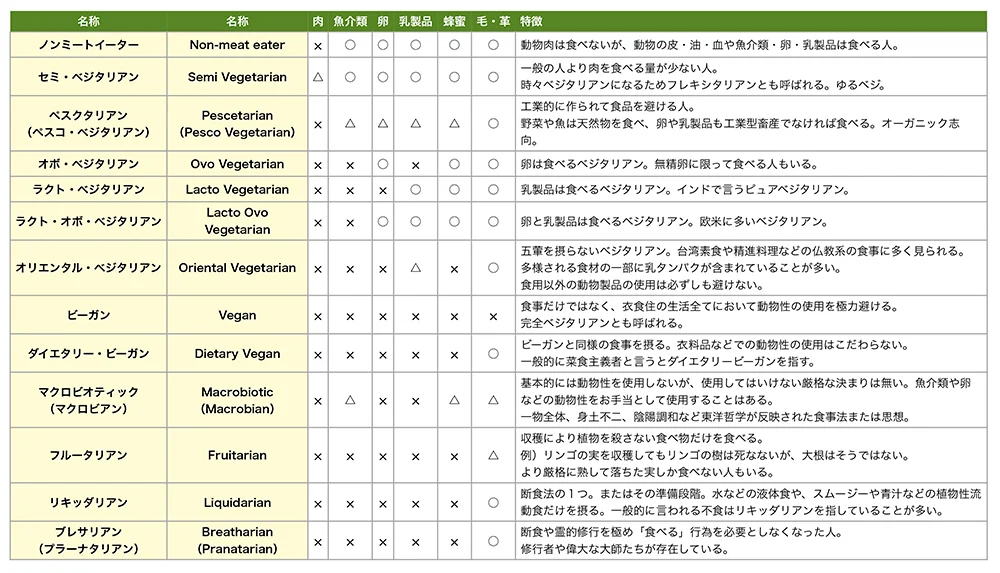 名称 名称 肉 魚介類 卵 乳製品 蜂蜜 毛・革 特徴
ノンミートイーター Non-meat eater × ○ ○ ○ ○ ○ 動物肉は食べないが、動物の皮・油・血や魚介類・卵・乳製品は食べる人。
セミ・ベジタリアン Semi Vegetarian △ ○ ○ ○ ○ ○ 一般の人より肉を食べる量が少ない人。
時々ベジタリアンになるためフレキシタリアンとも呼ばれる。ゆるベジ。
ペスクタリアン
（ペスコ・ベジタリアン） Pescetarian
(Pesco Vegetarian) × △ △ △ △ ○ 工業的に作られて食品を避ける人。
野菜や魚は天然物を食べ、卵や乳製品も工業型畜産でなければ食べる。オーガニック志
向。
オボ・ベジタリアン Ovo Vegetarian × × ○ × ○ ○ 卵は食べるベジタリアン。無精卵に限って食べる人もいる。
ラクト・ベジタリアン Lacto Vegetarian × × × ○ ○ ○ 乳製品は食べるベジタリアン。インドで言うピュアベジタリアン。
ラクト・オボ・ベジタリアン Lacto Ovo
Vegetarian × × ○ ○ ○ ○ 卵と乳製品は食べるベジタリアン。欧米に多いベジタリアン。
オリエンタル・ベジタリアン Oriental Vegetarian × × × △ × ○ 五葷を摂らないベジタリアン。台湾素食や精進料理などの仏教系の食事に多く見られる。
多様される食材の一部に乳タンパクが含まれていることが多い。
食用以外の動物製品の使用は必ずしも避けない。
ビーガン Vegan × × × × × × 食事だけではなく、衣食住の生活全てにおいて動物性の使用を極力避ける。
完全ベジタリアンとも呼ばれる。
ダイエタリー・ビーガン Dietary Vegan × × × × × ○ ビーガンと同様の食事を摂る。衣料品などでの動物性の使用はこだわらない。
一般的に菜食主義者と言うとダイエタリービーガンを指す。
マクロビオティック
（マクロビアン） Macrobiotic
(Macrobian) × △ × × △ △ 基本的には動物性を使用しないが、使用してはいけない厳格な決まりは無い。魚介類や卵
などの動物性をお手当として使用することはある。
一物全体、身土不二、陰陽調和など東洋哲学が反映された食事法または思想。
フルータリアン Fruitarian × × × × × △ 収穫により植物を殺さない食べ物だけを食べる。
例）リンゴの実を収穫してもリンゴの樹は死なないが、大根はそうではない。
より厳格に熟して落ちた実しか食べない人もいる。
リキッダリアン Liquidarian × × × × × ○ 断食法の１つ。またはその準備段階。水などの液体食や、スムージーや青汁などの植物性流
動食だけを摂る。一般的に言われる不食はリキッダリアンを指していることが多い。
ブレサリアン
（プラーナタリアン） Breatharian
(Pranatarian) × × × × × ○ 断食や霊的修行を極め「食べる」行為を必要としなくなった人。
修行者や偉大な大師たちが存在している。